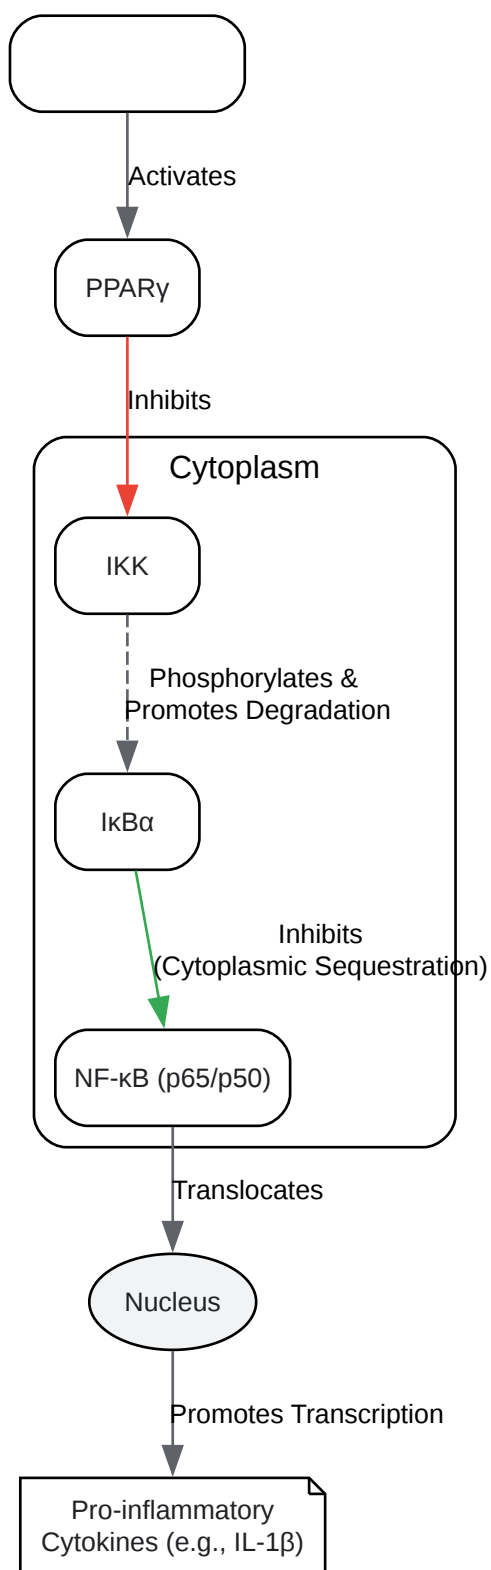 Activates
PPARγ
Inhibits
Cytoplasm
IKK
Phosphorylates &
Promotes Degradation
IκBα
Inhibits
(Cytoplasmic Sequestration)
NF-κB (p65/p50)
Translocates
Nucleus
Promotes Transcription
Pro-inflammatory
Cytokines (e.g., IL-1β)